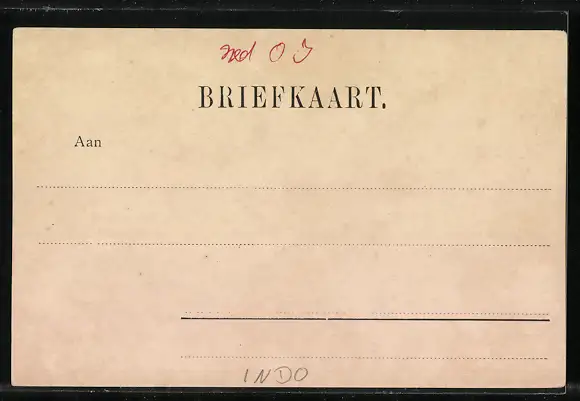 Ned O I
BRIEFKAART.
Aan
INDO